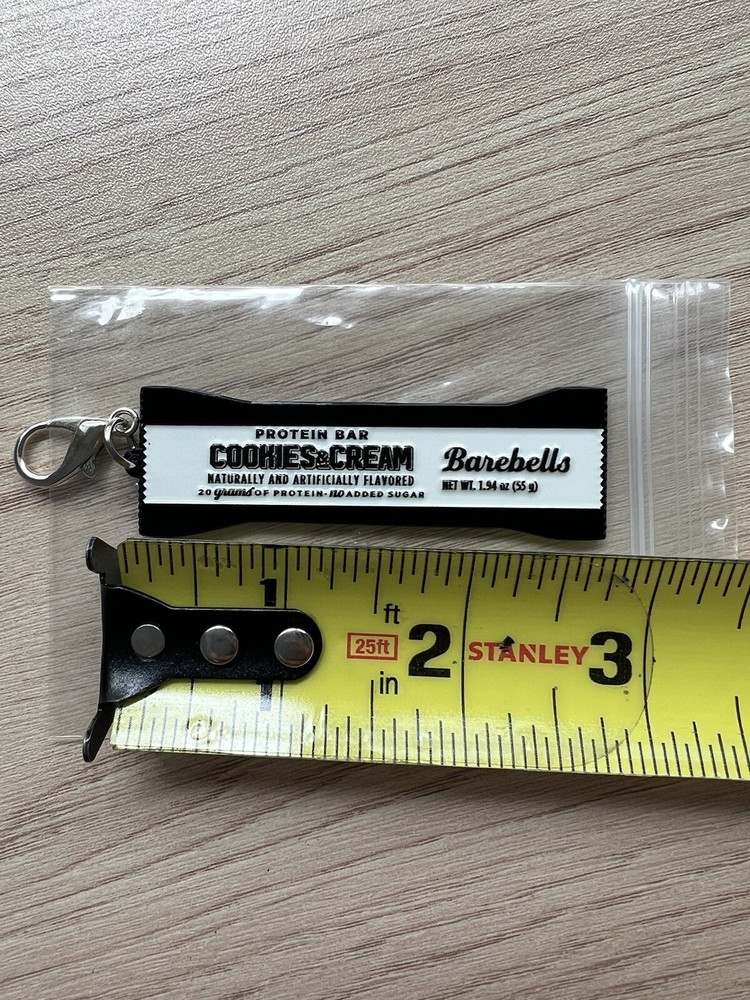 PROTEIN BAR
COOKIES&CREAM
NATURALLY AND ARTIFICIALLY FLAVORED
20 grams OF PROTEIN-no ADDED SUGAR
Barebells
NET WT. 1.94 oz (55 g)
1
ft
25ft 2 STANLEY 3
in